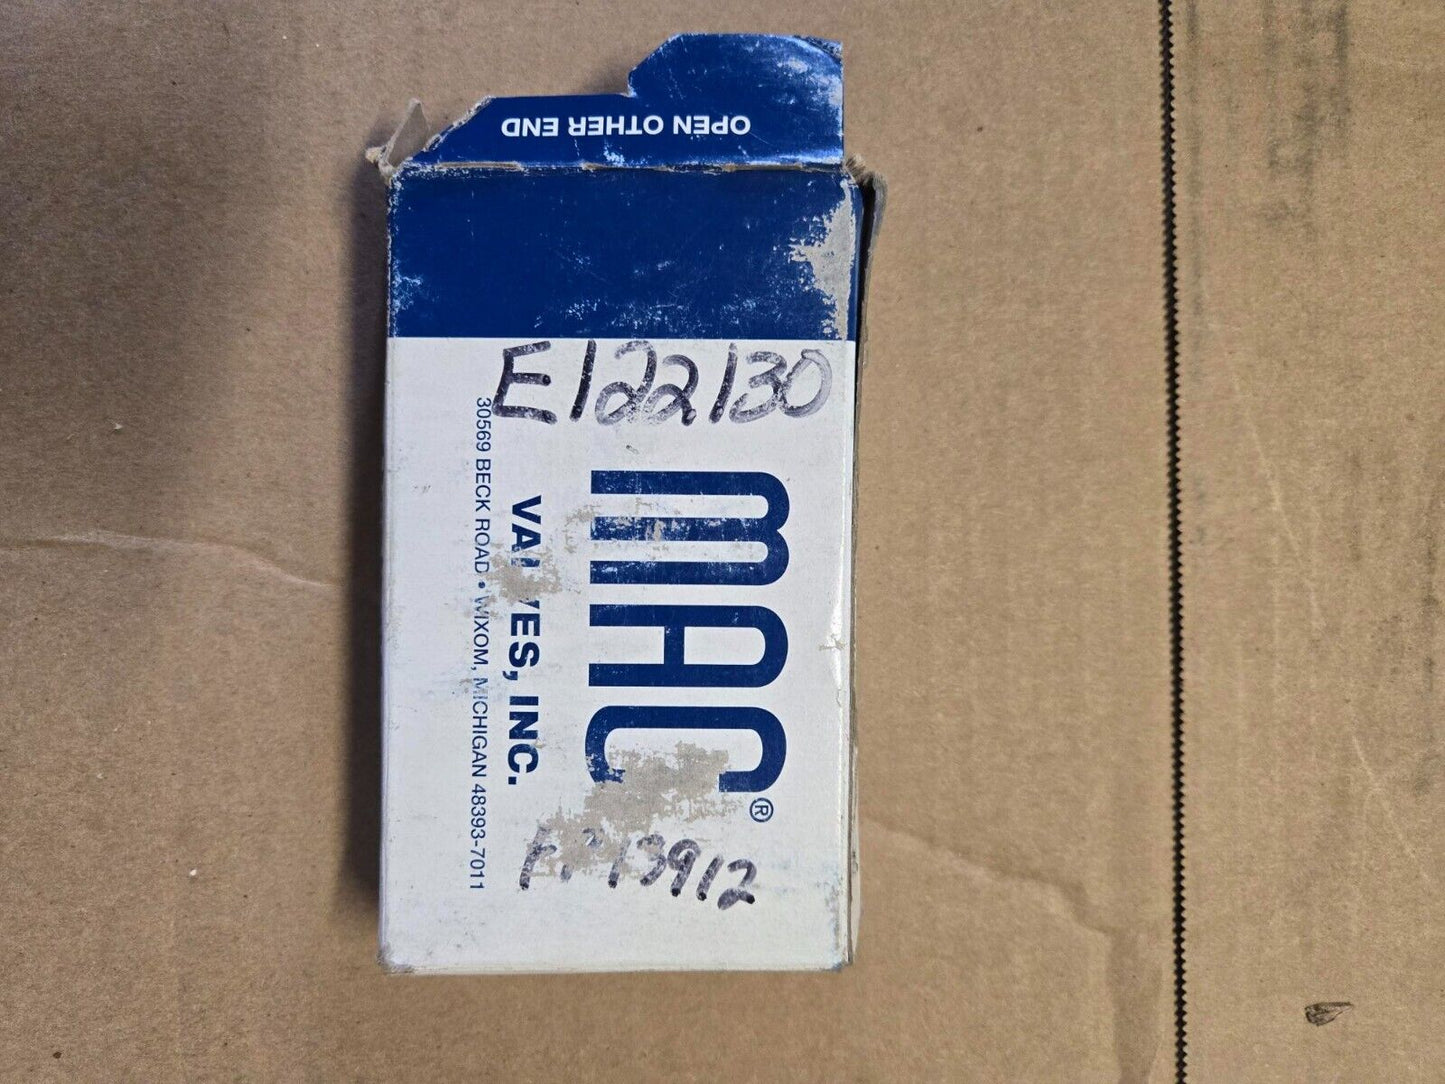 OPEN OTHER END
E122130
MAC®
VALVES, INC.
30569 BECK ROAD • WIXOM, MICHIGAN 48393-7011